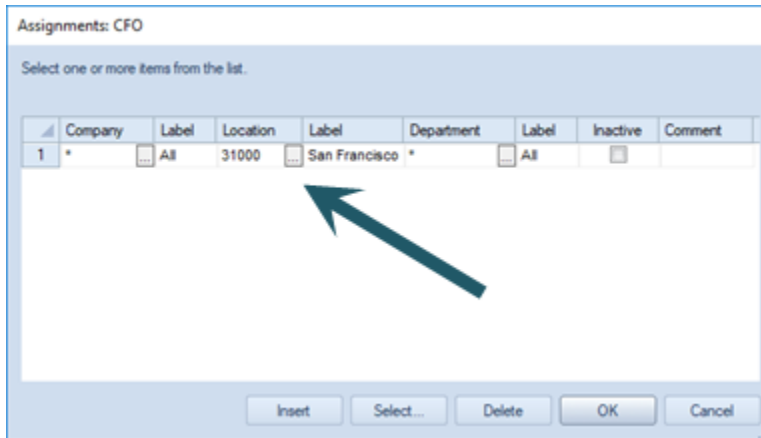 Assignments: CFO
Select one or more items from the list.
Company Label Location Label Department Label Inactive Comment
1 * ... All 31000 ... San Francisco * ... All
Insert Select... Delete OK Cancel